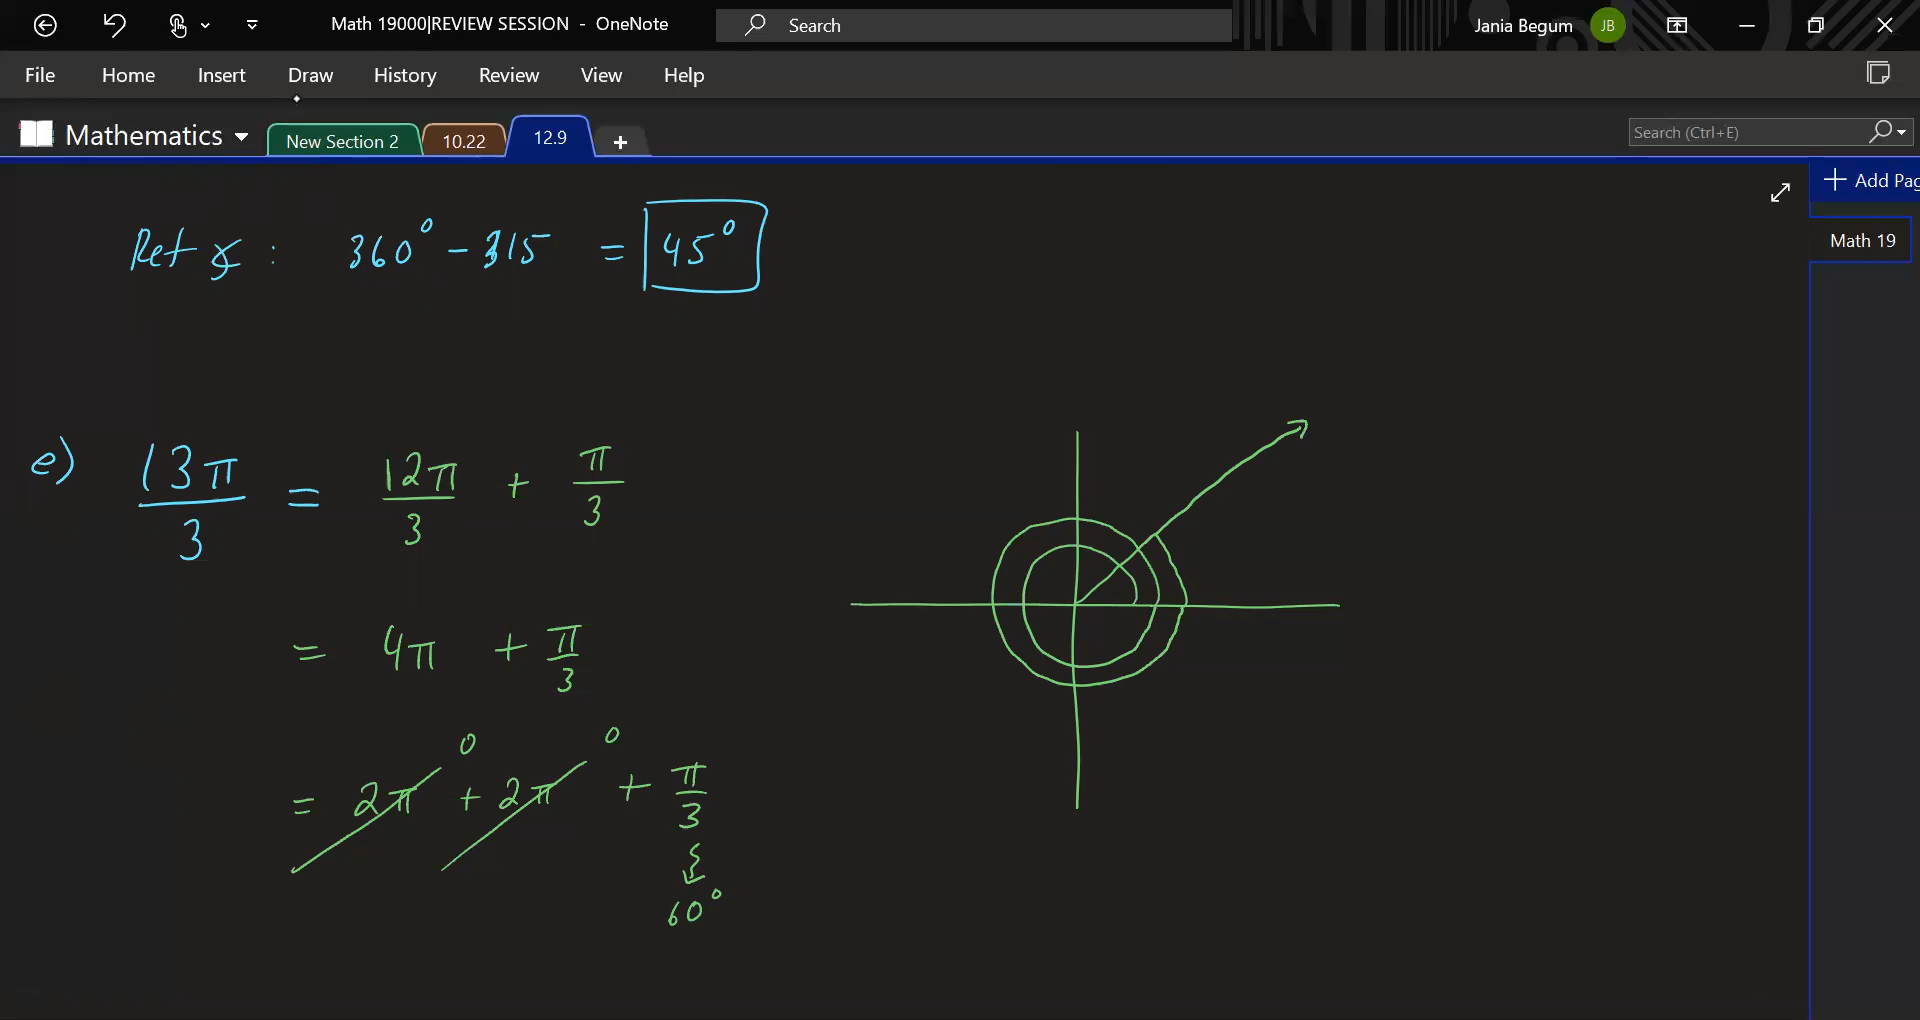 Math 19000|REVIEW SESSION - OneNote
Search
Jania Begum JB
File Home Insert Draw History Review View Help
Mathematics
New Section 2
10.22
12.9
+
Search (Ctrl+E)
+ Add Pag
Math 19
Ref ∡ : 360° - 315 = 45°
e) 13π/3 = 12π/3 + π/3
= 4π + π/3
0 0
= 2π + 2π + π/3
60°